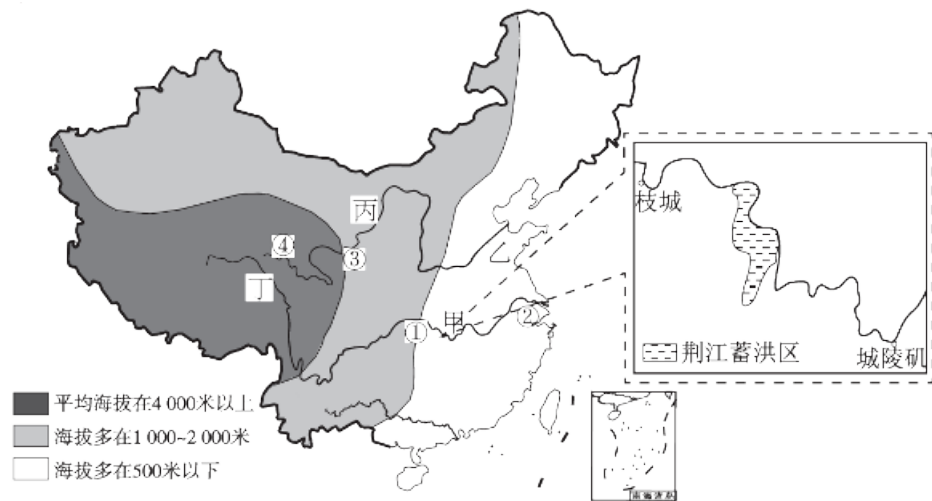 丙
④
③
丁
乙
甲
①
②
枝城
荆江蓄洪区
城陵矶
平均海拔在4 000米以上
海拔多在1 000~2 000米
海拔多在500米以下
南海诸岛